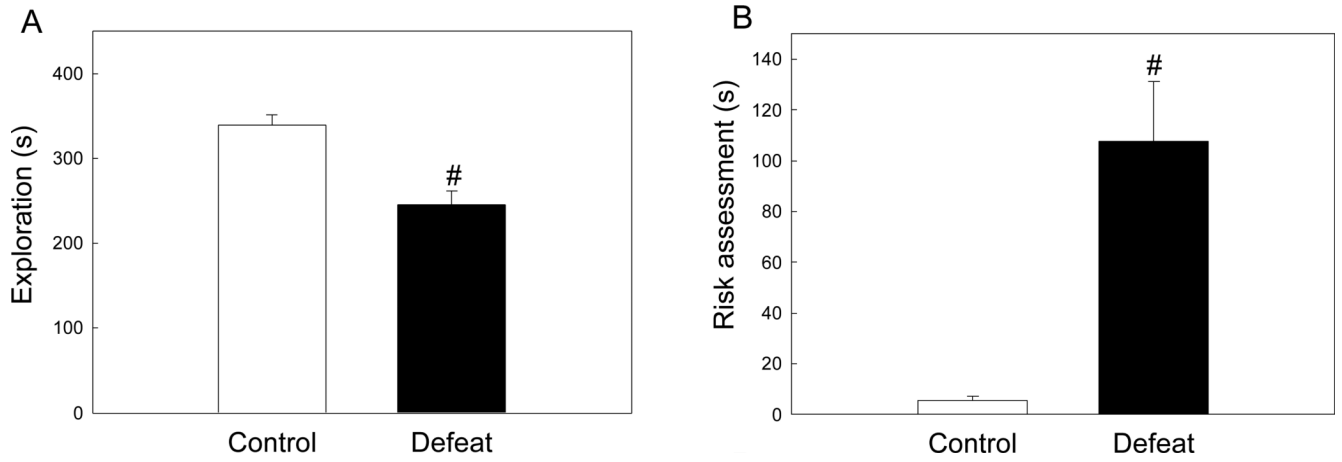 A
Exploration (s)
400
300
200
100
0
#
Control
Defeat
B
Risk assessment (s)
140
120
100
80
60
40
20
0
#
Control
Defeat